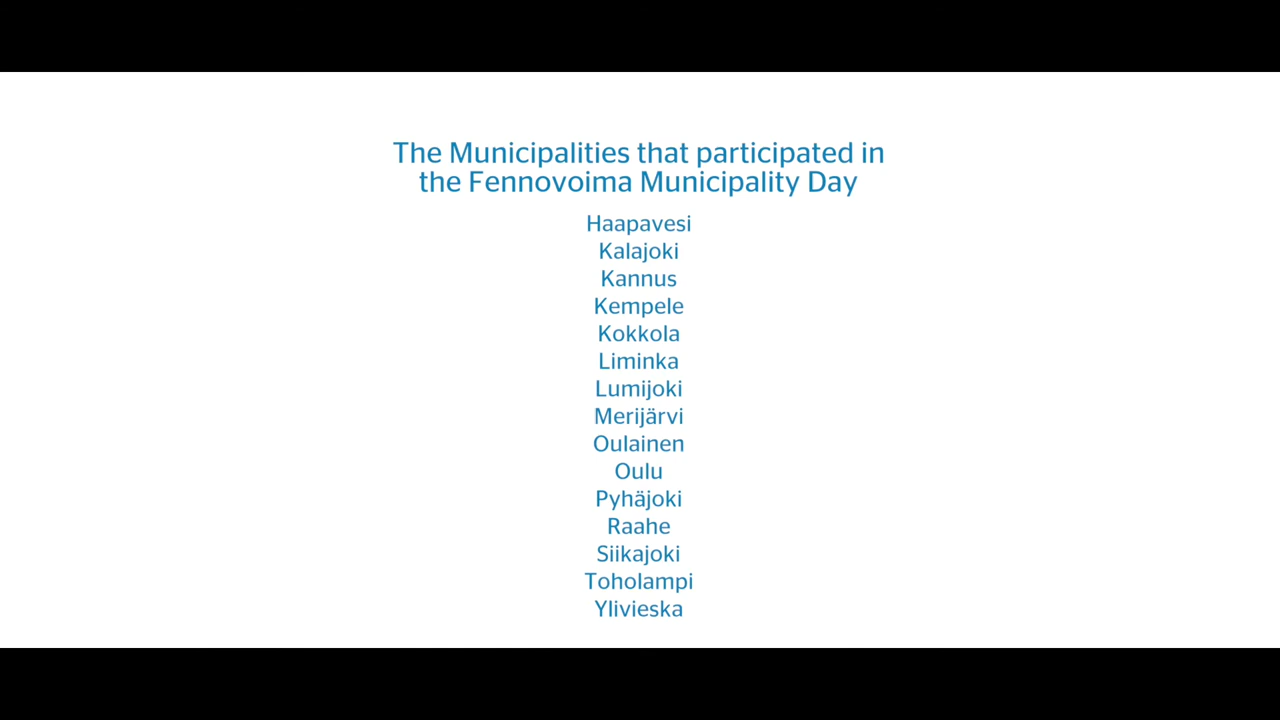 The Municipalities that participated in
the Fennovoima Municipality Day
Haapavesi
Kalajoki
Kannus
Kempele
Kokkola
Liminka
Lumijoki
Merijärvi
Oulainen
Oulu
Pyhäjoki
Raahe
Siikajoki
Toholampi
Ylivieska